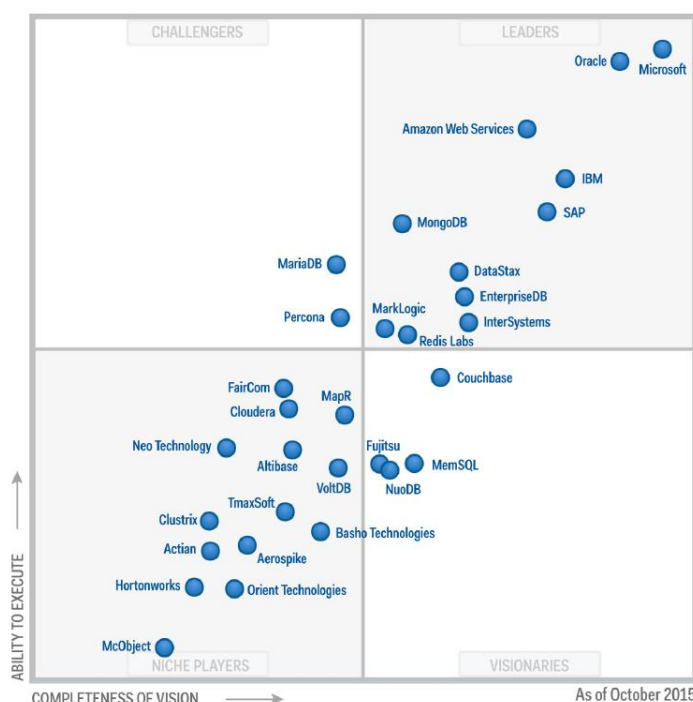 CHALLENGERS
LEADERS
Oracle
Microsoft
Amazon Web Services
IBM
SAP
MongoDB
MariaDB
DataStax
EnterpriseDB
MarkLogic
InterSystems
Percona
Redis Labs
Couchbase
FairCom
MapR
Cloudera
Neo Technology
Fujitsu
Altibase
MemSQL
VoltDB
NuoDB
TmaxSoft
Clustrix
Basho Technologies
Actian
Aerospike
Hortonworks
Orient Technologies
McObject
NICHE PLAYERS
VISIONARIES
ABILITY TO EXECUTE
COMPLETENESS OF VISION
As of October 2015